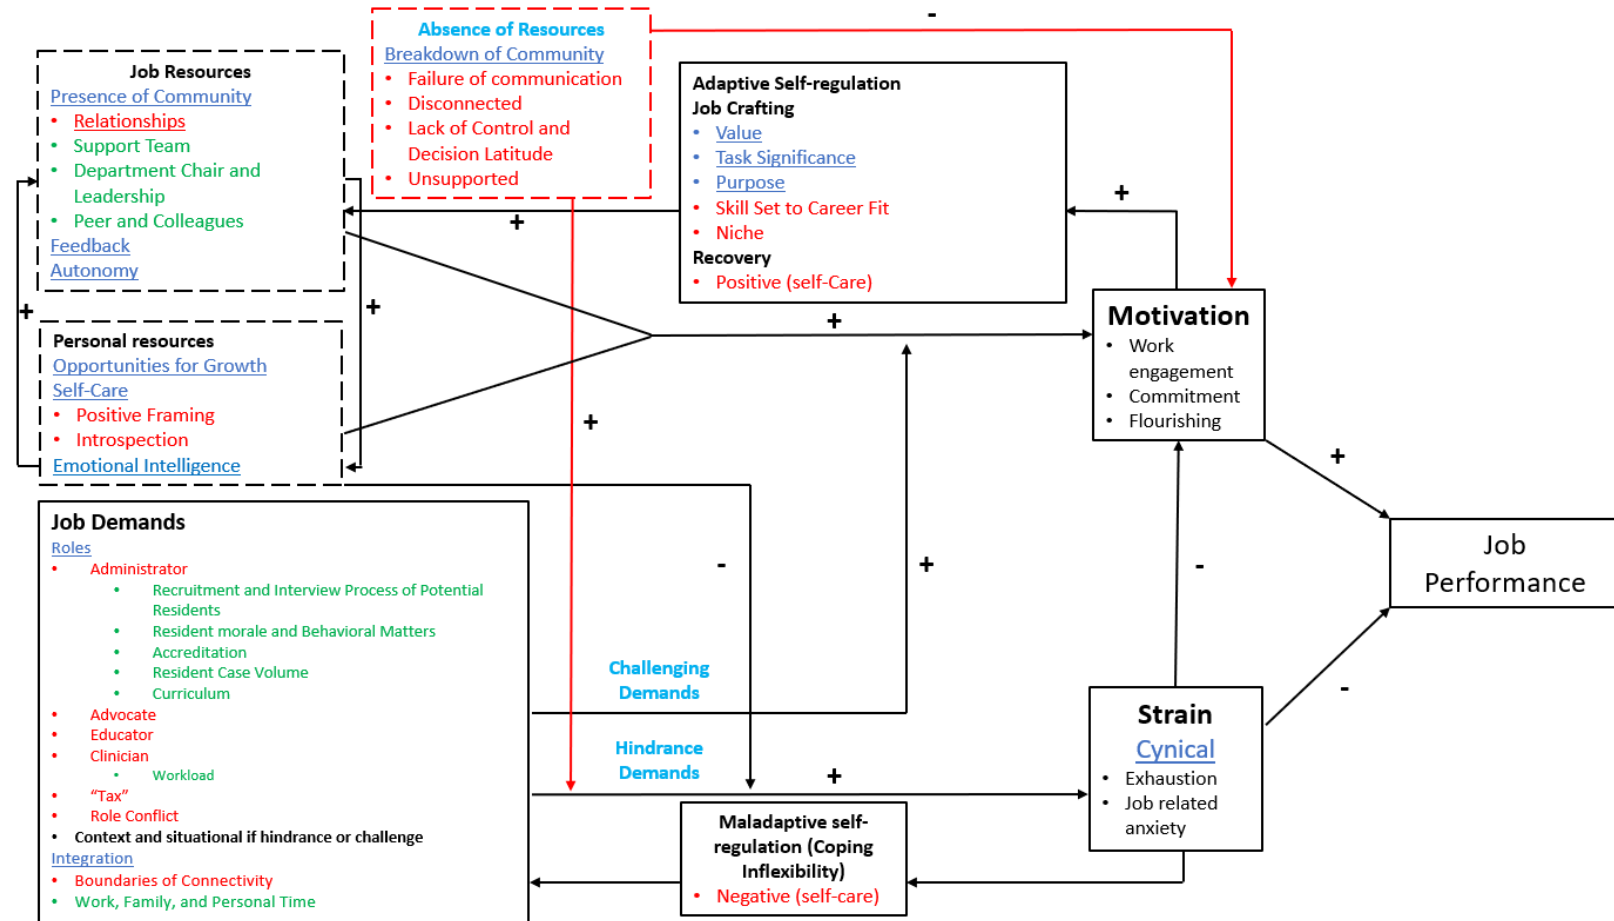 Absence of Resources
Breakdown of Community
• Failure of communication
• Disconnected
• Lack of Control and
Decision Latitude
• Unsupported
-
Job Resources
Presence of Community
• Relationships
• Support Team
• Department Chair and
Leadership
• Peer and Colleagues
Feedback
Autonomy
Adaptive Self-regulation
Job Crafting
• Value
• Task Significance
• Purpose
• Skill Set to Career Fit
• Niche
Recovery
• Positive (self-Care)
+
+
+
+
+
+
Personal resources
Opportunities for Growth
Self-Care
• Positive Framing
• Introspection
Emotional Intelligence
Motivation
• Work
engagement
• Commitment
• Flourishing
+
Job Demands
Roles
• Administrator
• Recruitment and Interview Process of Potential
Residents
• Resident morale and Behavioral Matters
• Accreditation
• Resident Case Volume
• Curriculum
• Advocate
• Educator
• Clinician
• Workload
• “Tax”
• Role Conflict
• Context and situational if hindrance or challenge
Integration
• Boundaries of Connectivity
• Work, Family, and Personal Time
-
+
-
Job
Performance
Challenging
Demands
Hindrance
Demands
+
-
Strain
Cynical
• Exhaustion
• Job related
anxiety
Maladaptive self-
regulation (Coping
Inflexibility)
• Negative (self-care)